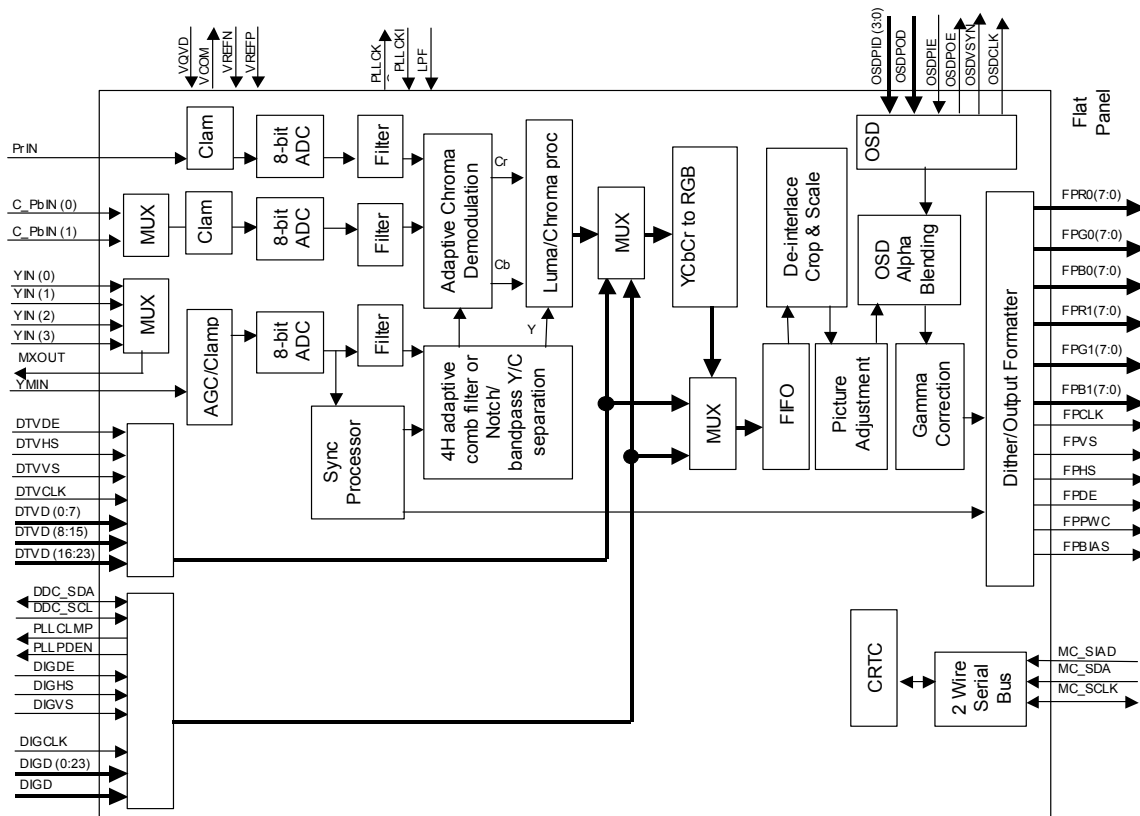 VQVD
VCOM
VREFN
VREFP
PLLCK
PLLCKI
LPF
OSDPID (3:0)
OSDPOD
OSDPIE
OSDPOE
OSDVSYN
OSDCLK
Flat
Panel
PrIN
C_PbIN (0)
C_PbIN (1)
YIN (0)
YIN (1)
YIN (2)
YIN (3)
MXOUT
YMIN
DTVDE
DTVHS
DTVVS
DTVCLK
DTVD (0:7)
DTVD (8:15)
DTVD (16:23)
DDC_SDA
DDC_SCL
PLLCLMP
PLLPDEN
DIGDE
DIGHS
DIGVS
DIGCLK
DIGD (0:23)
DIGD
Clam
8-bit
ADC
Filter
MUX
Clam
8-bit
ADC
Filter
MUX
AGC/Clamp
8-bit
ADC
Filter
Sync
Processor
Adaptive Chroma
Demodulation
Cr
Cb
Y
4H adaptive
comb filter or
Notch/
bandpass Y/C
separation
Luma/Chroma proc
MUX
YCbCr to RGB
MUX
FIFO
De-interlace
Crop & Scale
Picture
Adjustment
OSD
OSD
Alpha
Blending
Gamma
Correction
Dither/Output Formatter
CRTC
2 Wire
Serial
Bus
FPR0(7:0)
FPG0(7:0)
FPB0(7:0)
FPR1(7:0)
FPG1(7:0)
FPB1(7:0)
FPCLK
FPVS
FPHS
FPDE
FPPWC
FPBIAS
MC_SIAD
MC_SDA
MC_SCLK